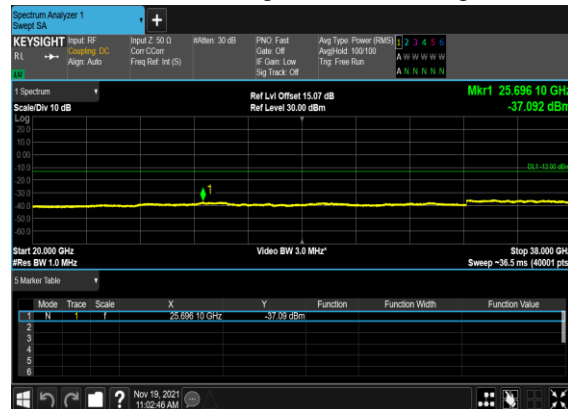 Spectrum Analyzer 1
Swept SA
+
KEYSIGHT Input: RF Input Z: 50 Ω #Atten: 30 dB PNO: Fast Avg Type: Power (RMS) 1 2 3 4 5 6
RL Coupling: DC Corr CCorr Gate: Off Avg|Hold: 100/100 A W W W W W
Align: Auto Freq Ref: Int (S) IF Gain: Low Trig: Free Run
LW Sig Track: Off A N N N N N
1 Spectrum Ref Lvl Offset 15.07 dB Mkr1 25.696 10 GHz
Scale/Div 10 dB Ref Level 30.00 dBm -37.092 dBm
Log
20.0
10.0
0.00
-10.0 DL1 -13.00 dBm
-20.0
-30.0 1
-40.0
-50.0
-60.0
Start 20.000 GHz Video BW 3.0 MHz* Stop 38.000 GHz
#Res BW 1.0 MHz Sweep ~36.5 ms (40001 pts)
5 Marker Table
Mode Trace Scale X Y Function Function Width Function Value
1 N 1 f 25.696 10 GHz -37.09 dBm
2
3
4
5
6
? Nov 19, 2021
11:02:46 AM